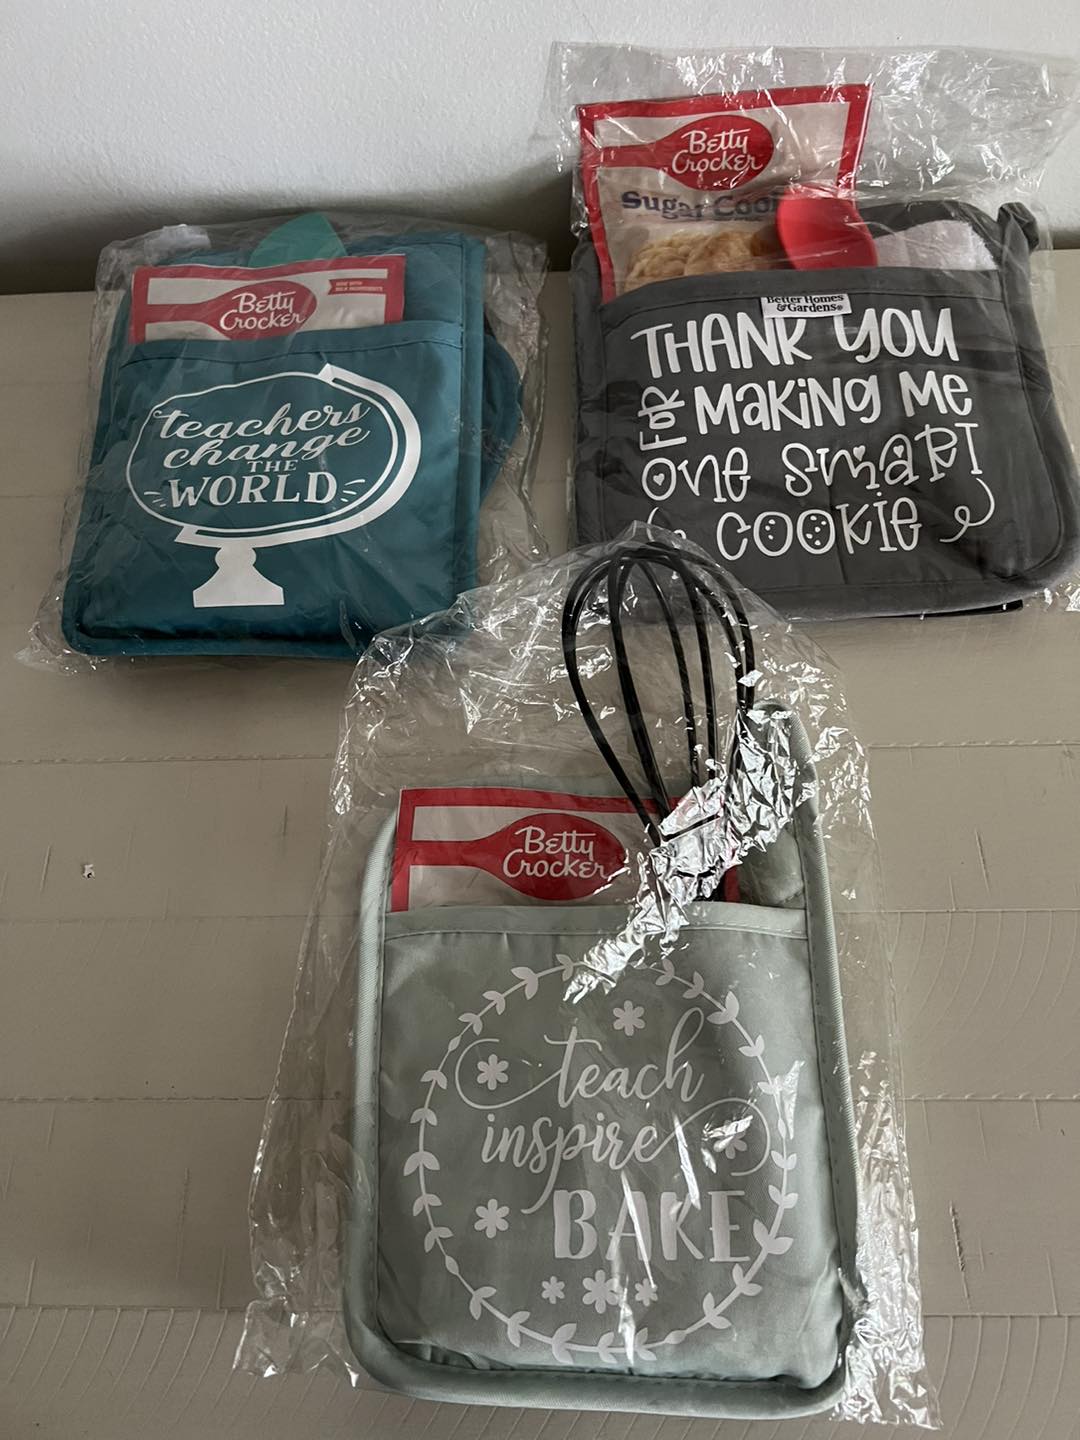 Betty
Crocker
teachers
change
THE
WORLD
Betty
Crocker
Sugar
Better Homes
& Gardens®
THANK YOU
FOR MAKING ME
ONE SMART
COOKIE
Betty
Crocker
teach
inspire
BAKE